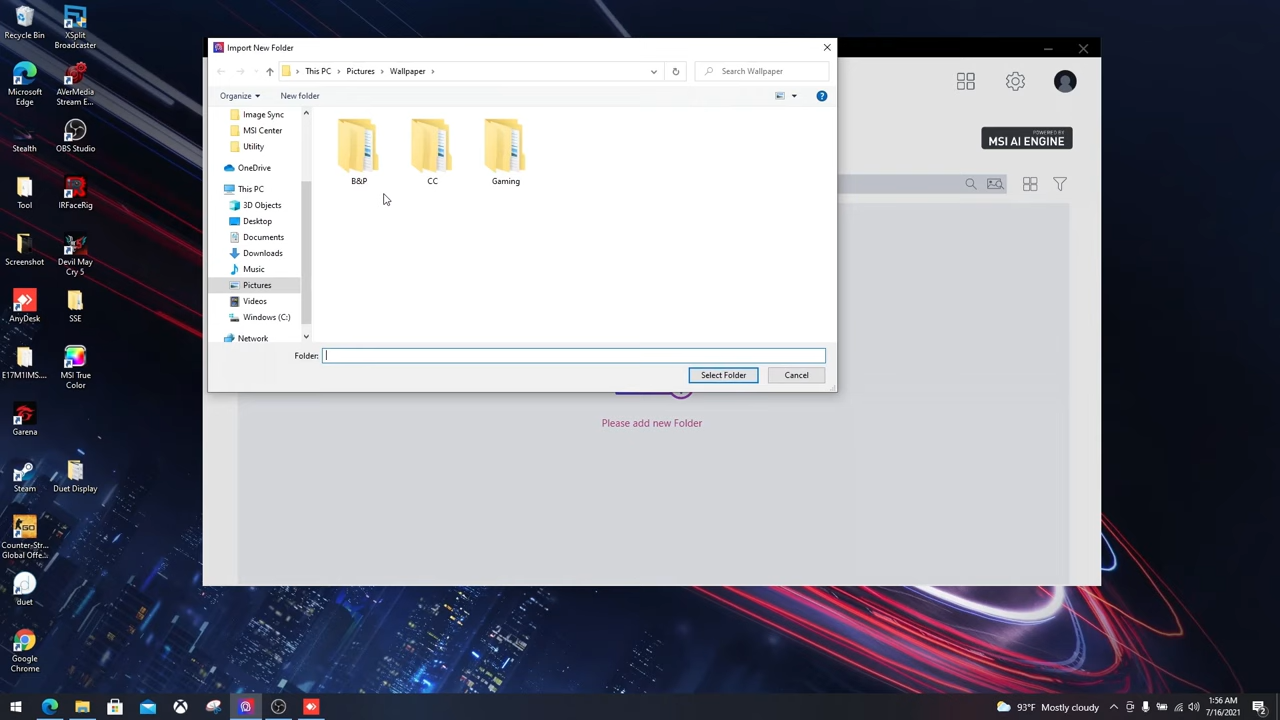 Recycle Bin
XSplit
Broadcaster
Microsoft
Edge
AVerMedia
Stream E...
Stealth
OBS Studio
Tool
IRFaceRig
Screenshot
Devil May
Cry 5
AnyDesk
SSE
E17M1IMS....
MSI True
Color
Garena
Steam
Duet Display
Counter-Str...
Global Offe...
duet
Google
Chrome
Import New Folder
This PC > Pictures > Wallpaper >
Search Wallpaper
Organize
New folder
Image Sync
MSI Center
Utility
OneDrive
This PC
3D Objects
Desktop
Documents
Downloads
Music
Pictures
Videos
Windows (C:)
Network
B&P
CC
Gaming
Folder:
Select Folder
Cancel
POWERED BY
MSI AI ENGINE
Please add new Folder
93°F Mostly cloudy
1:56 AM
7/16/2021